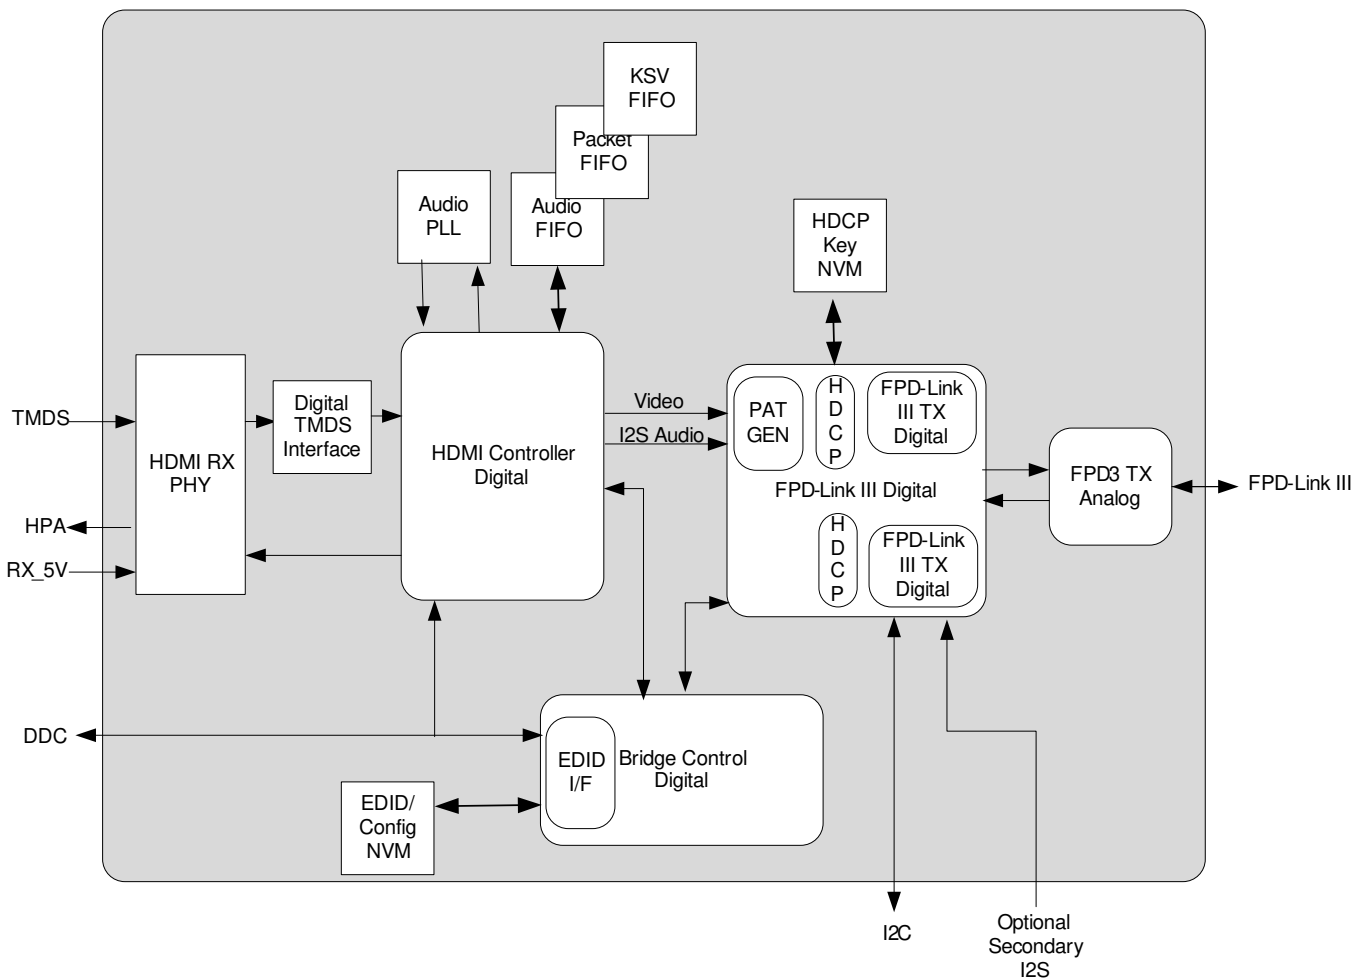 KSV
FIFO
Packet
FIFO
Audio
PLL
Audio
FIFO
HDCP
Key
NVM
TMDS
HDMI RX
PHY
Digital
TMDS
Interface
HDMI Controller
Digital
Video
I2S Audio
PAT
GEN
H
D
C
P
FPD-Link
III TX
Digital
FPD-Link III Digital
H
D
C
P
FPD-Link
III TX
Digital
FPD3 TX
Analog
FPD-Link III
HPA
RX_5V
DDC
EDID
I/F
Bridge Control
Digital
EDID/
Config
NVM
I2C
Optional
Secondary
I2S